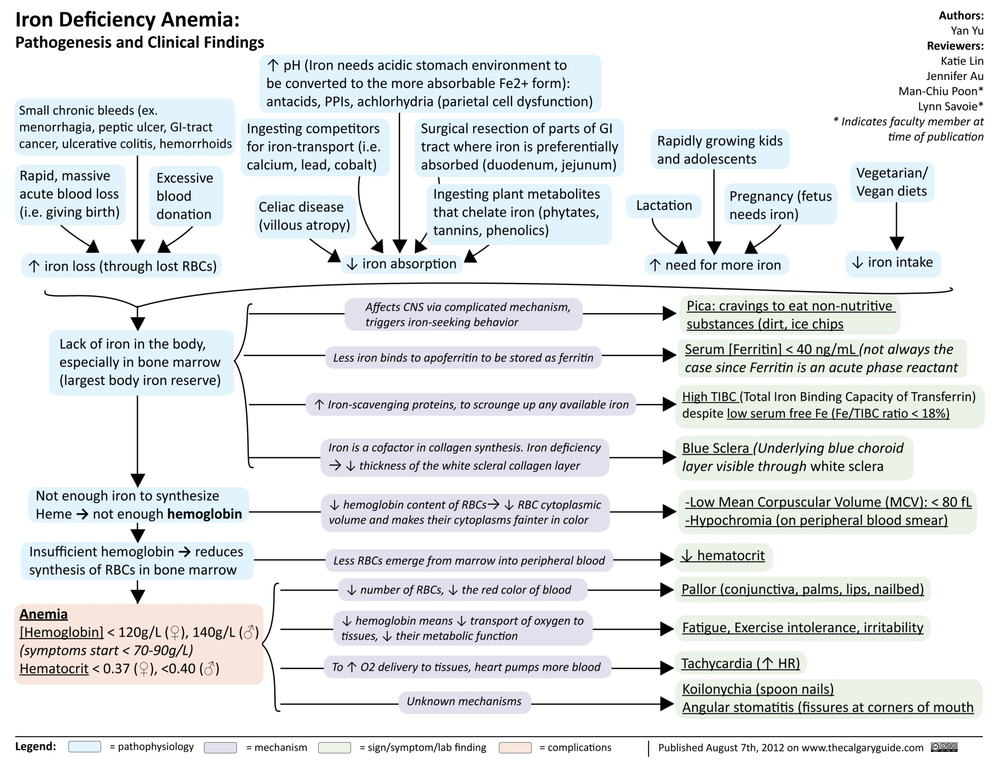 Iron Deficiency Anemia:
Pathogenesis and Clinical Findings
Authors:
Yan Yu
Reviewers:
Katie Lin
Jennifer Au
Man-Chiu Poon*
Lynn Savoie*
* Indicates faculty member at
time of publication
↑ pH (Iron needs acidic stomach environment to
be converted to the more absorbable Fe2+ form):
antacids, PPIs, achlorhydria (parietal cell dysfunction)
Small chronic bleeds (ex.
menorrhagia, peptic ulcer, GI-tract
cancer, ulcerative colitis, hemorrhoids
Rapid, massive
acute blood loss
(i.e. giving birth)
Excessive
blood
donation
↑ iron loss (through lost RBCs)
Ingesting competitors
for iron-transport (i.e.
calcium, lead, cobalt)
Surgical resection of parts of GI
tract where iron is preferentially
absorbed (duodenum, jejunum)
Celiac disease
(villous atropy)
Ingesting plant metabolites
that chelate iron (phytates,
tannins, phenolics)
↓ iron absorption
Rapidly growing kids
and adolescents
Lactation
Pregnancy (fetus
needs iron)
↑ need for more iron
Vegetarian/
Vegan diets
↓ iron intake
Lack of iron in the body,
especially in bone marrow
(largest body iron reserve)
Affects CNS via complicated mechanism,
triggers iron-seeking behavior
Pica: cravings to eat non-nutritive
substances (dirt, ice chips
Less iron binds to apoferritin to be stored as ferritin
Serum [Ferritin] < 40 ng/mL (not always the
case since Ferritin is an acute phase reactant
↑ Iron-scavenging proteins, to scrounge up any available iron
High TIBC (Total Iron Binding Capacity of Transferrin)
despite low serum free Fe (Fe/TIBC ratio < 18%)
Iron is a cofactor in collagen synthesis. Iron deficiency
→ ↓ thickness of the white scleral collagen layer
Blue Sclera (Underlying blue choroid
layer visible through white sclera
Not enough iron to synthesize
Heme → not enough hemoglobin
↓ hemoglobin content of RBCs→ ↓ RBC cytoplasmic
volume and makes their cytoplasms fainter in color
-Low Mean Corpuscular Volume (MCV): < 80 fL
-Hypochromia (on peripheral blood smear)
Insufficient hemoglobin → reduces
synthesis of RBCs in bone marrow
Less RBCs emerge from marrow into peripheral blood
↓ hematocrit
Anemia
[Hemoglobin] < 120g/L (♀), 140g/L (♂)
(symptoms start < 70-90g/L)
Hematocrit < 0.37 (♀), <0.40 (♂)
↓ number of RBCs, ↓ the red color of blood
Pallor (conjunctiva, palms, lips, nailbed)
↓ hemoglobin means ↓ transport of oxygen to
tissues, ↓ their metabolic function
Fatigue, Exercise intolerance, irritability
To ↑ O2 delivery to tissues, heart pumps more blood
Tachycardia (↑ HR)
Unknown mechanisms
Koilonychia (spoon nails)
Angular stomatitis (fissures at corners of mouth
Legend: = pathophysiology = mechanism = sign/symptom/lab finding = complications
Published August 7th, 2012 on www.thecalgaryguide.com